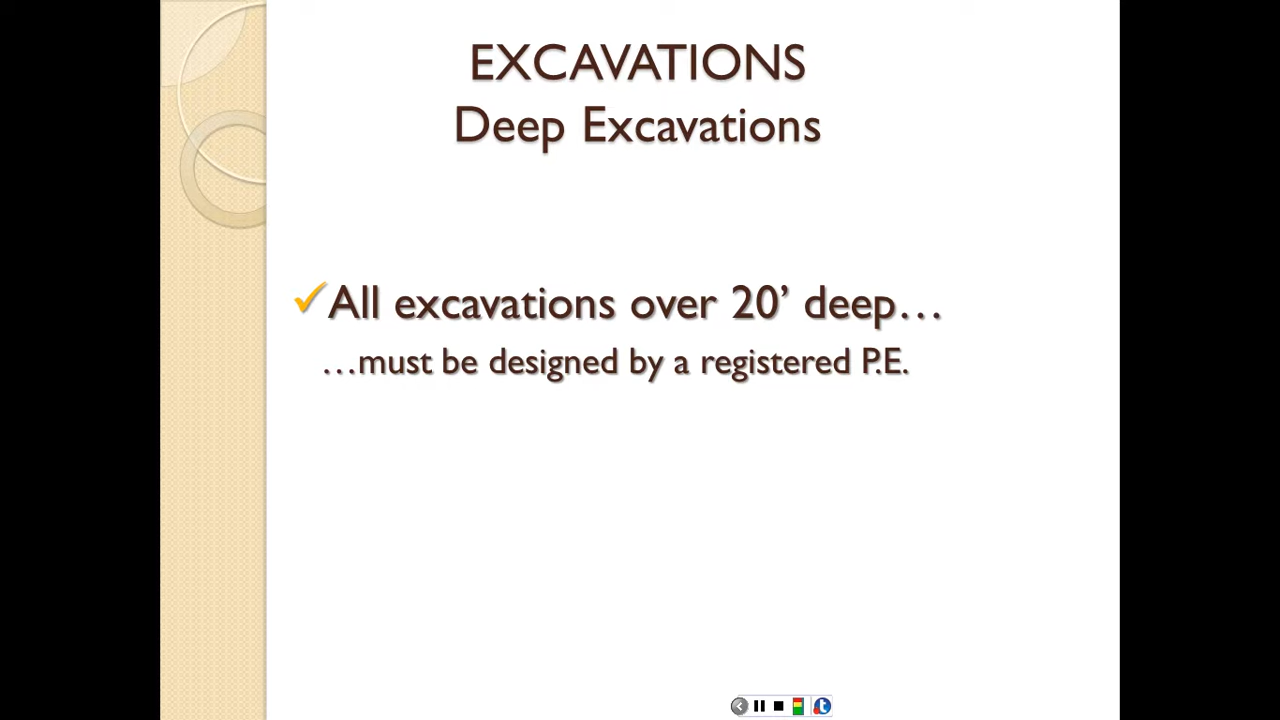 EXCAVATIONS
Deep Excavations
✓All excavations over 20’ deep…
…must be designed by a registered P.E.